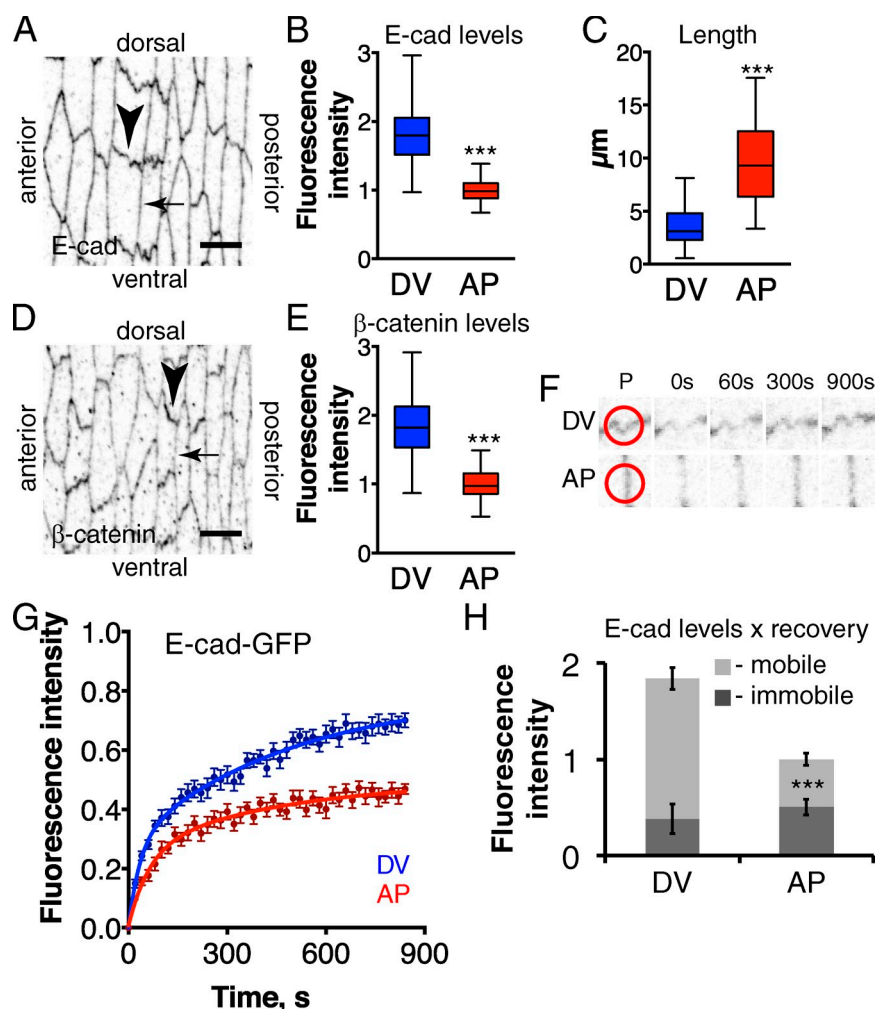 A
dorsal
anterior
posterior
E-cad
ventral
B
E-cad levels
Fluorescence
intensity
3
2
1
0
***
DV
AP
C
Length
µm
20
15
10
5
0
***
DV
AP
D
dorsal
anterior
posterior
β-catenin
ventral
E
β-catenin levels
Fluorescence
intensity
3
2
1
0
***
DV
AP
F
P
0s
60s
300s
900s
DV
AP
G
E-cad-GFP
Fluorescence intensity
1.0
0.8
0.6
0.4
0.2
0.0
DV
AP
0
300
600
900
Time, s
H
E-cad levels x recovery
- mobile
- immobile
Fluorescence
intensity
2
1
0
***
DV
AP